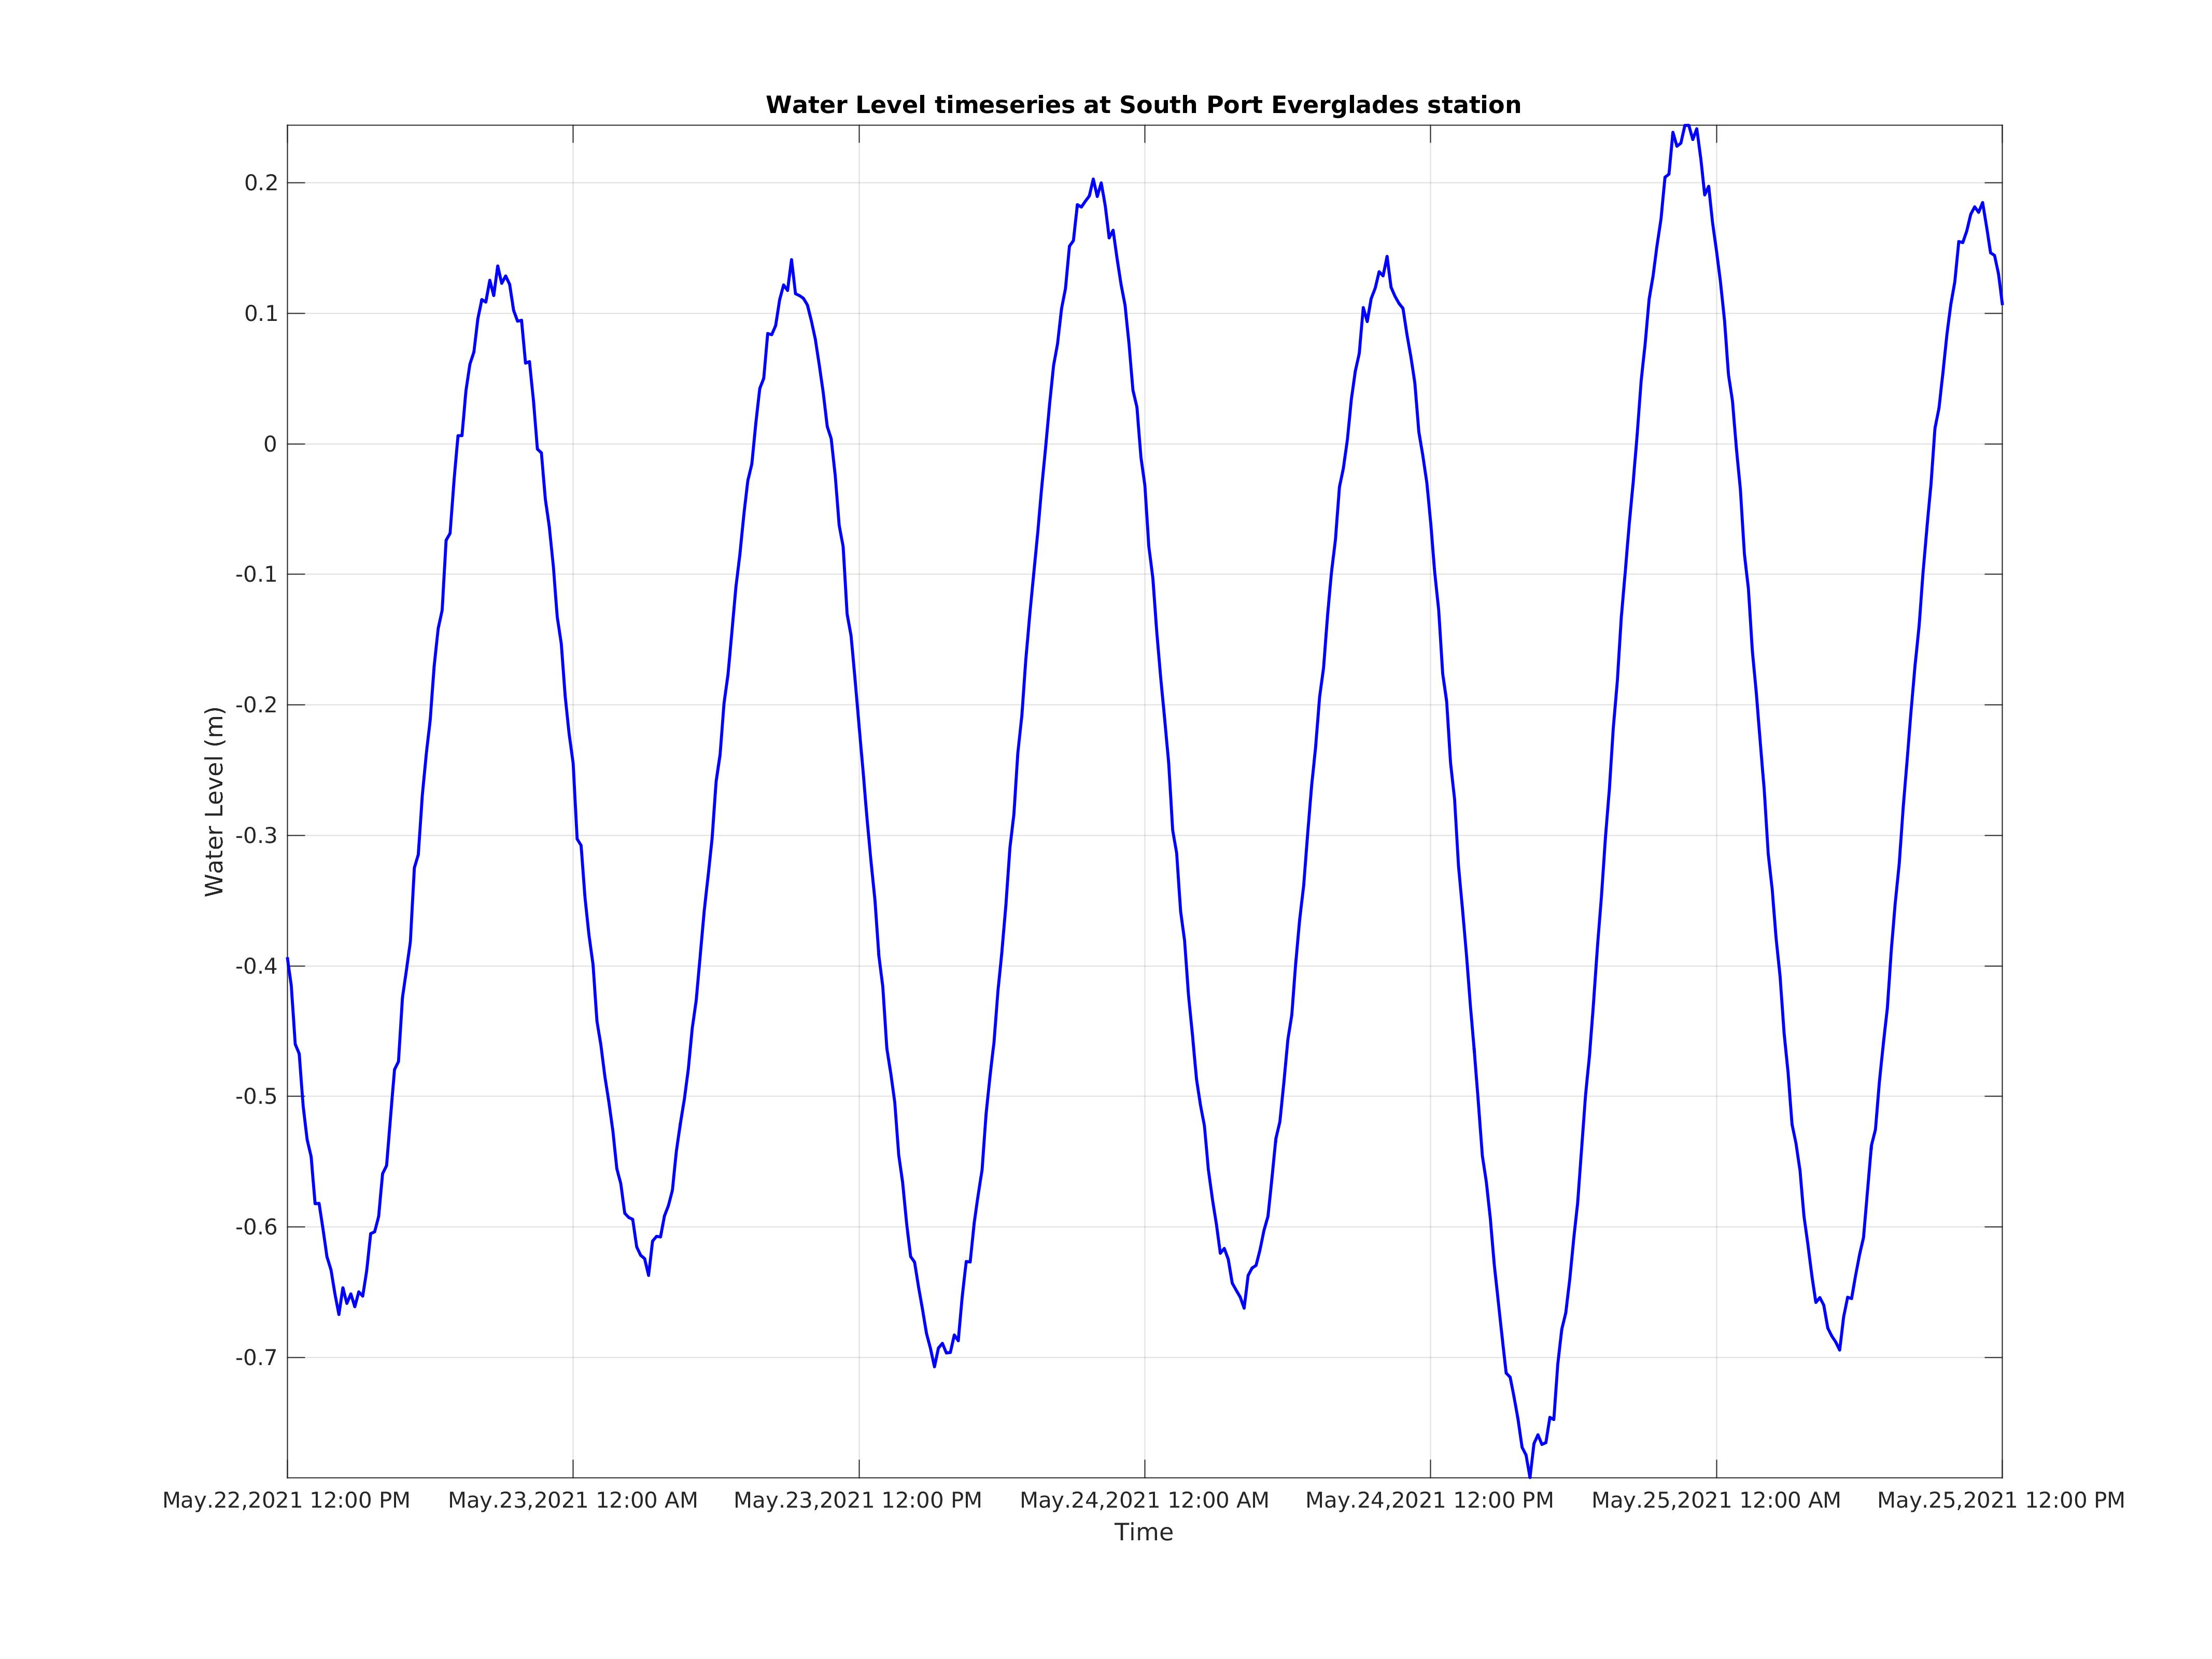 Water Level timeseries at South Port Everglades station
0.2
0.1
0
-0.1
-0.2
-0.3
-0.4
-0.5
-0.6
-0.7
Water Level (m)
May.22,2021 12:00 PM
May.23,2021 12:00 AM
May.23,2021 12:00 PM
May.24,2021 12:00 AM
May.24,2021 12:00 PM
May.25,2021 12:00 AM
May.25,2021 12:00 PM
Time